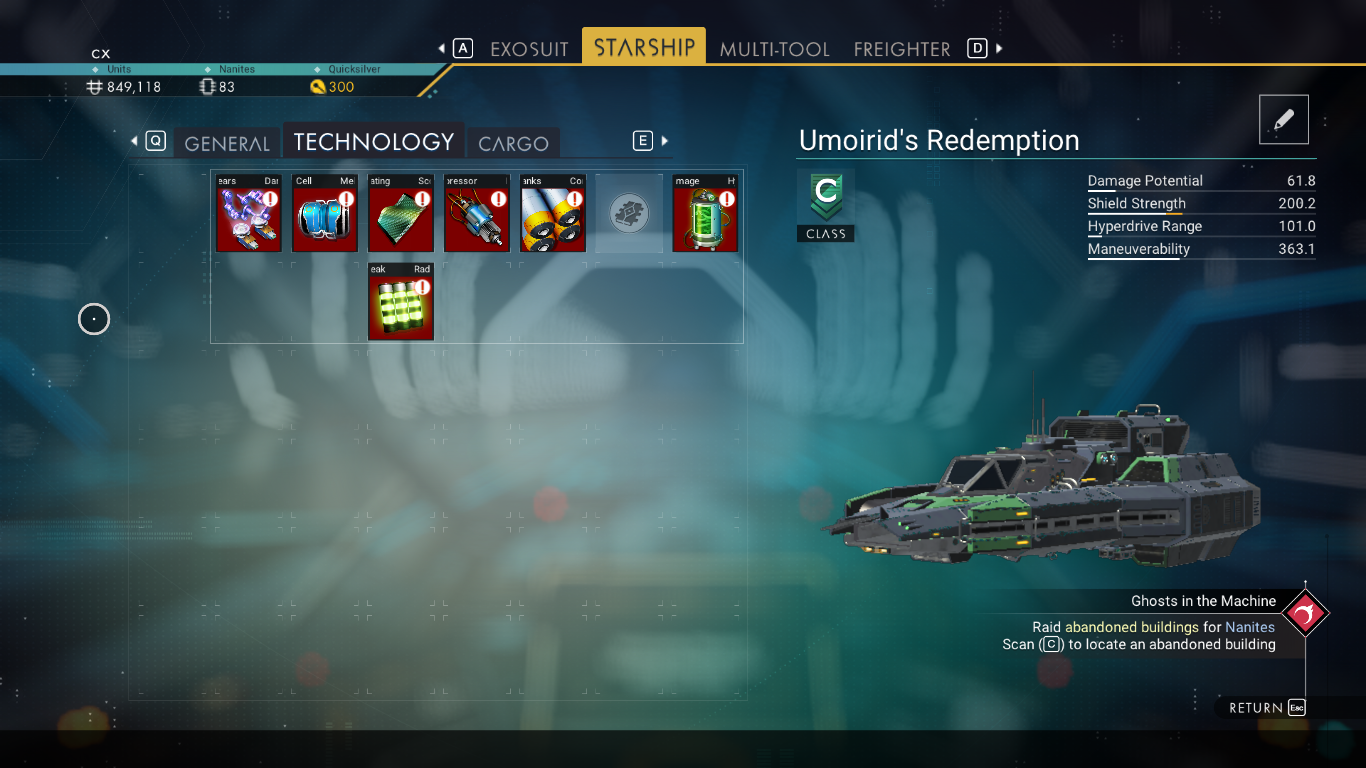 CX
A EXOSUIT STARSHIP MULTI-TOOL FREIGHTER D
Units Nanites Quicksilver
849,118 83 300
Q GENERAL TECHNOLOGY CARGO E
ears Dar Cell Me ating Sc pressor anks Co mage H
eak Rad
Umoirid's Redemption
C
CLASS
Damage Potential 61.8
Shield Strength 200.2
Hyperdrive Range 101.0
Maneuverability 363.1
Ghosts in the Machine
Raid abandoned buildings for Nanites
Scan (C) to locate an abandoned building
RETURN Esc